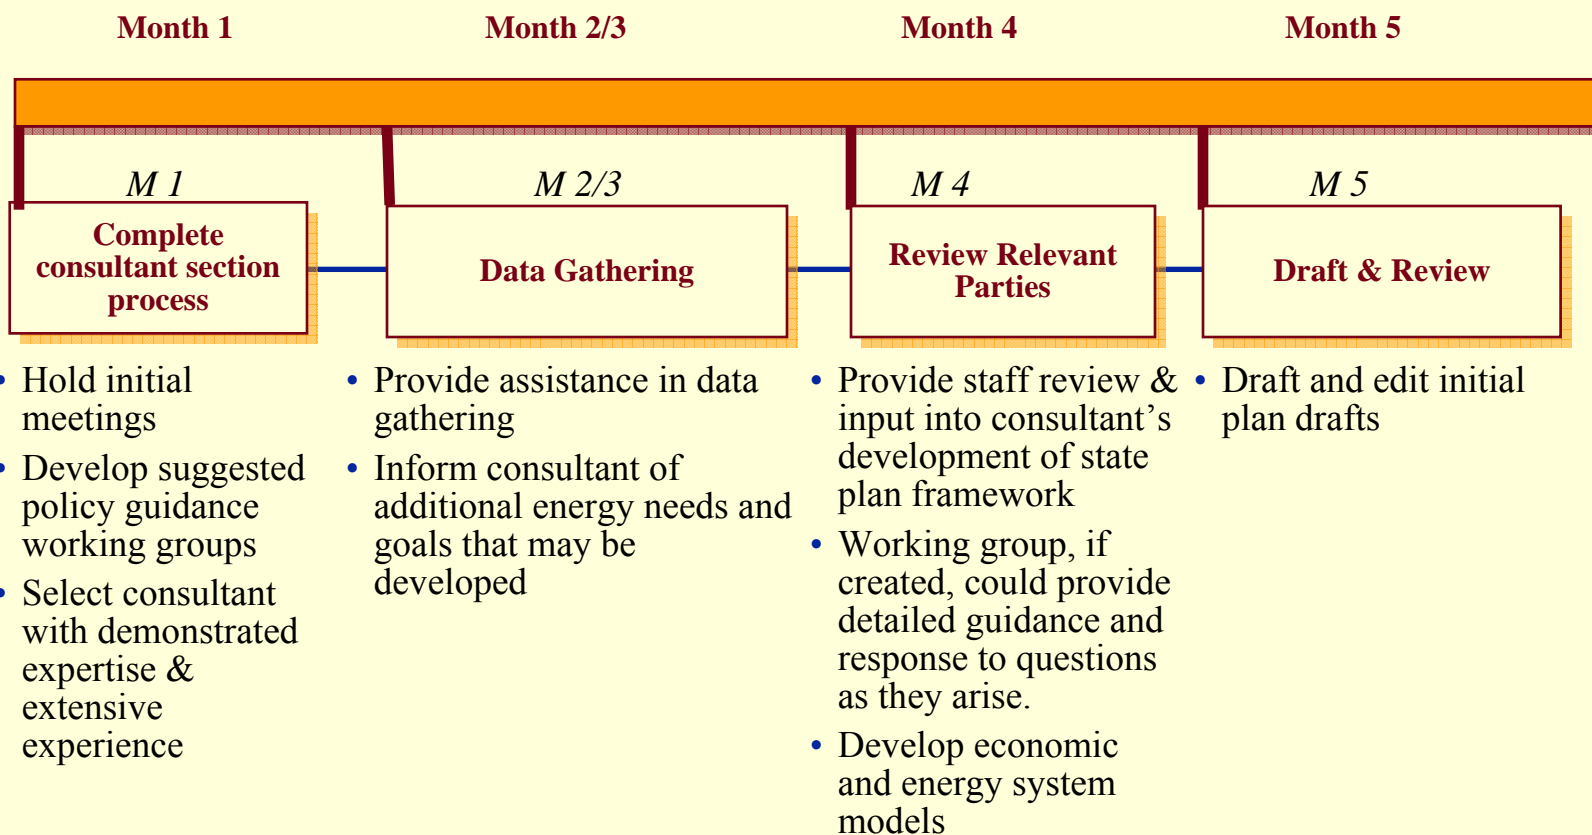 Month 1
Month 2/3
Month 4
Month 5
M 1
M 2/3
M 4
M 5
Complete
consultant section
process
Data Gathering
Review Relevant
Parties
Draft & Review
• Hold initial
meetings
• Develop suggested
policy guidance
working groups
• Select consultant
with demonstrated
expertise &
extensive
experience
• Provide assistance in data
gathering
• Inform consultant of
additional energy needs and
goals that may be
developed
• Provide staff review &
input into consultant’s
development of state
plan framework
• Working group, if
created, could provide
detailed guidance and
response to questions
as they arise.
• Develop economic
and energy system
models
• Draft and edit initial
plan drafts